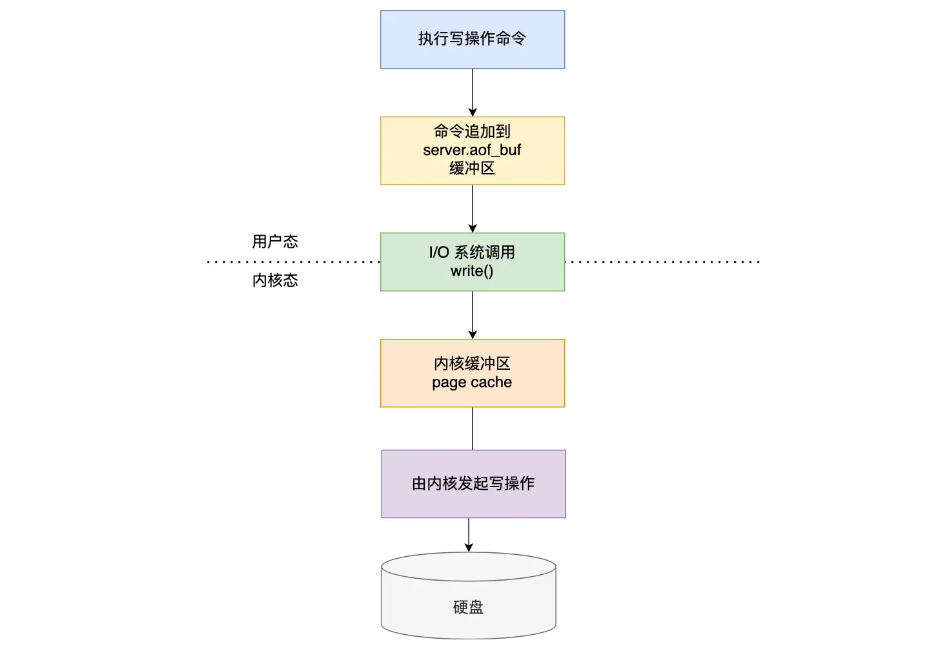 执行写操作命令
命令追加到
server.aof_buf
缓冲区
用户态
I/O 系统调用
write()
内核态
内核缓冲区
page cache
由内核发起写操作
硬盘